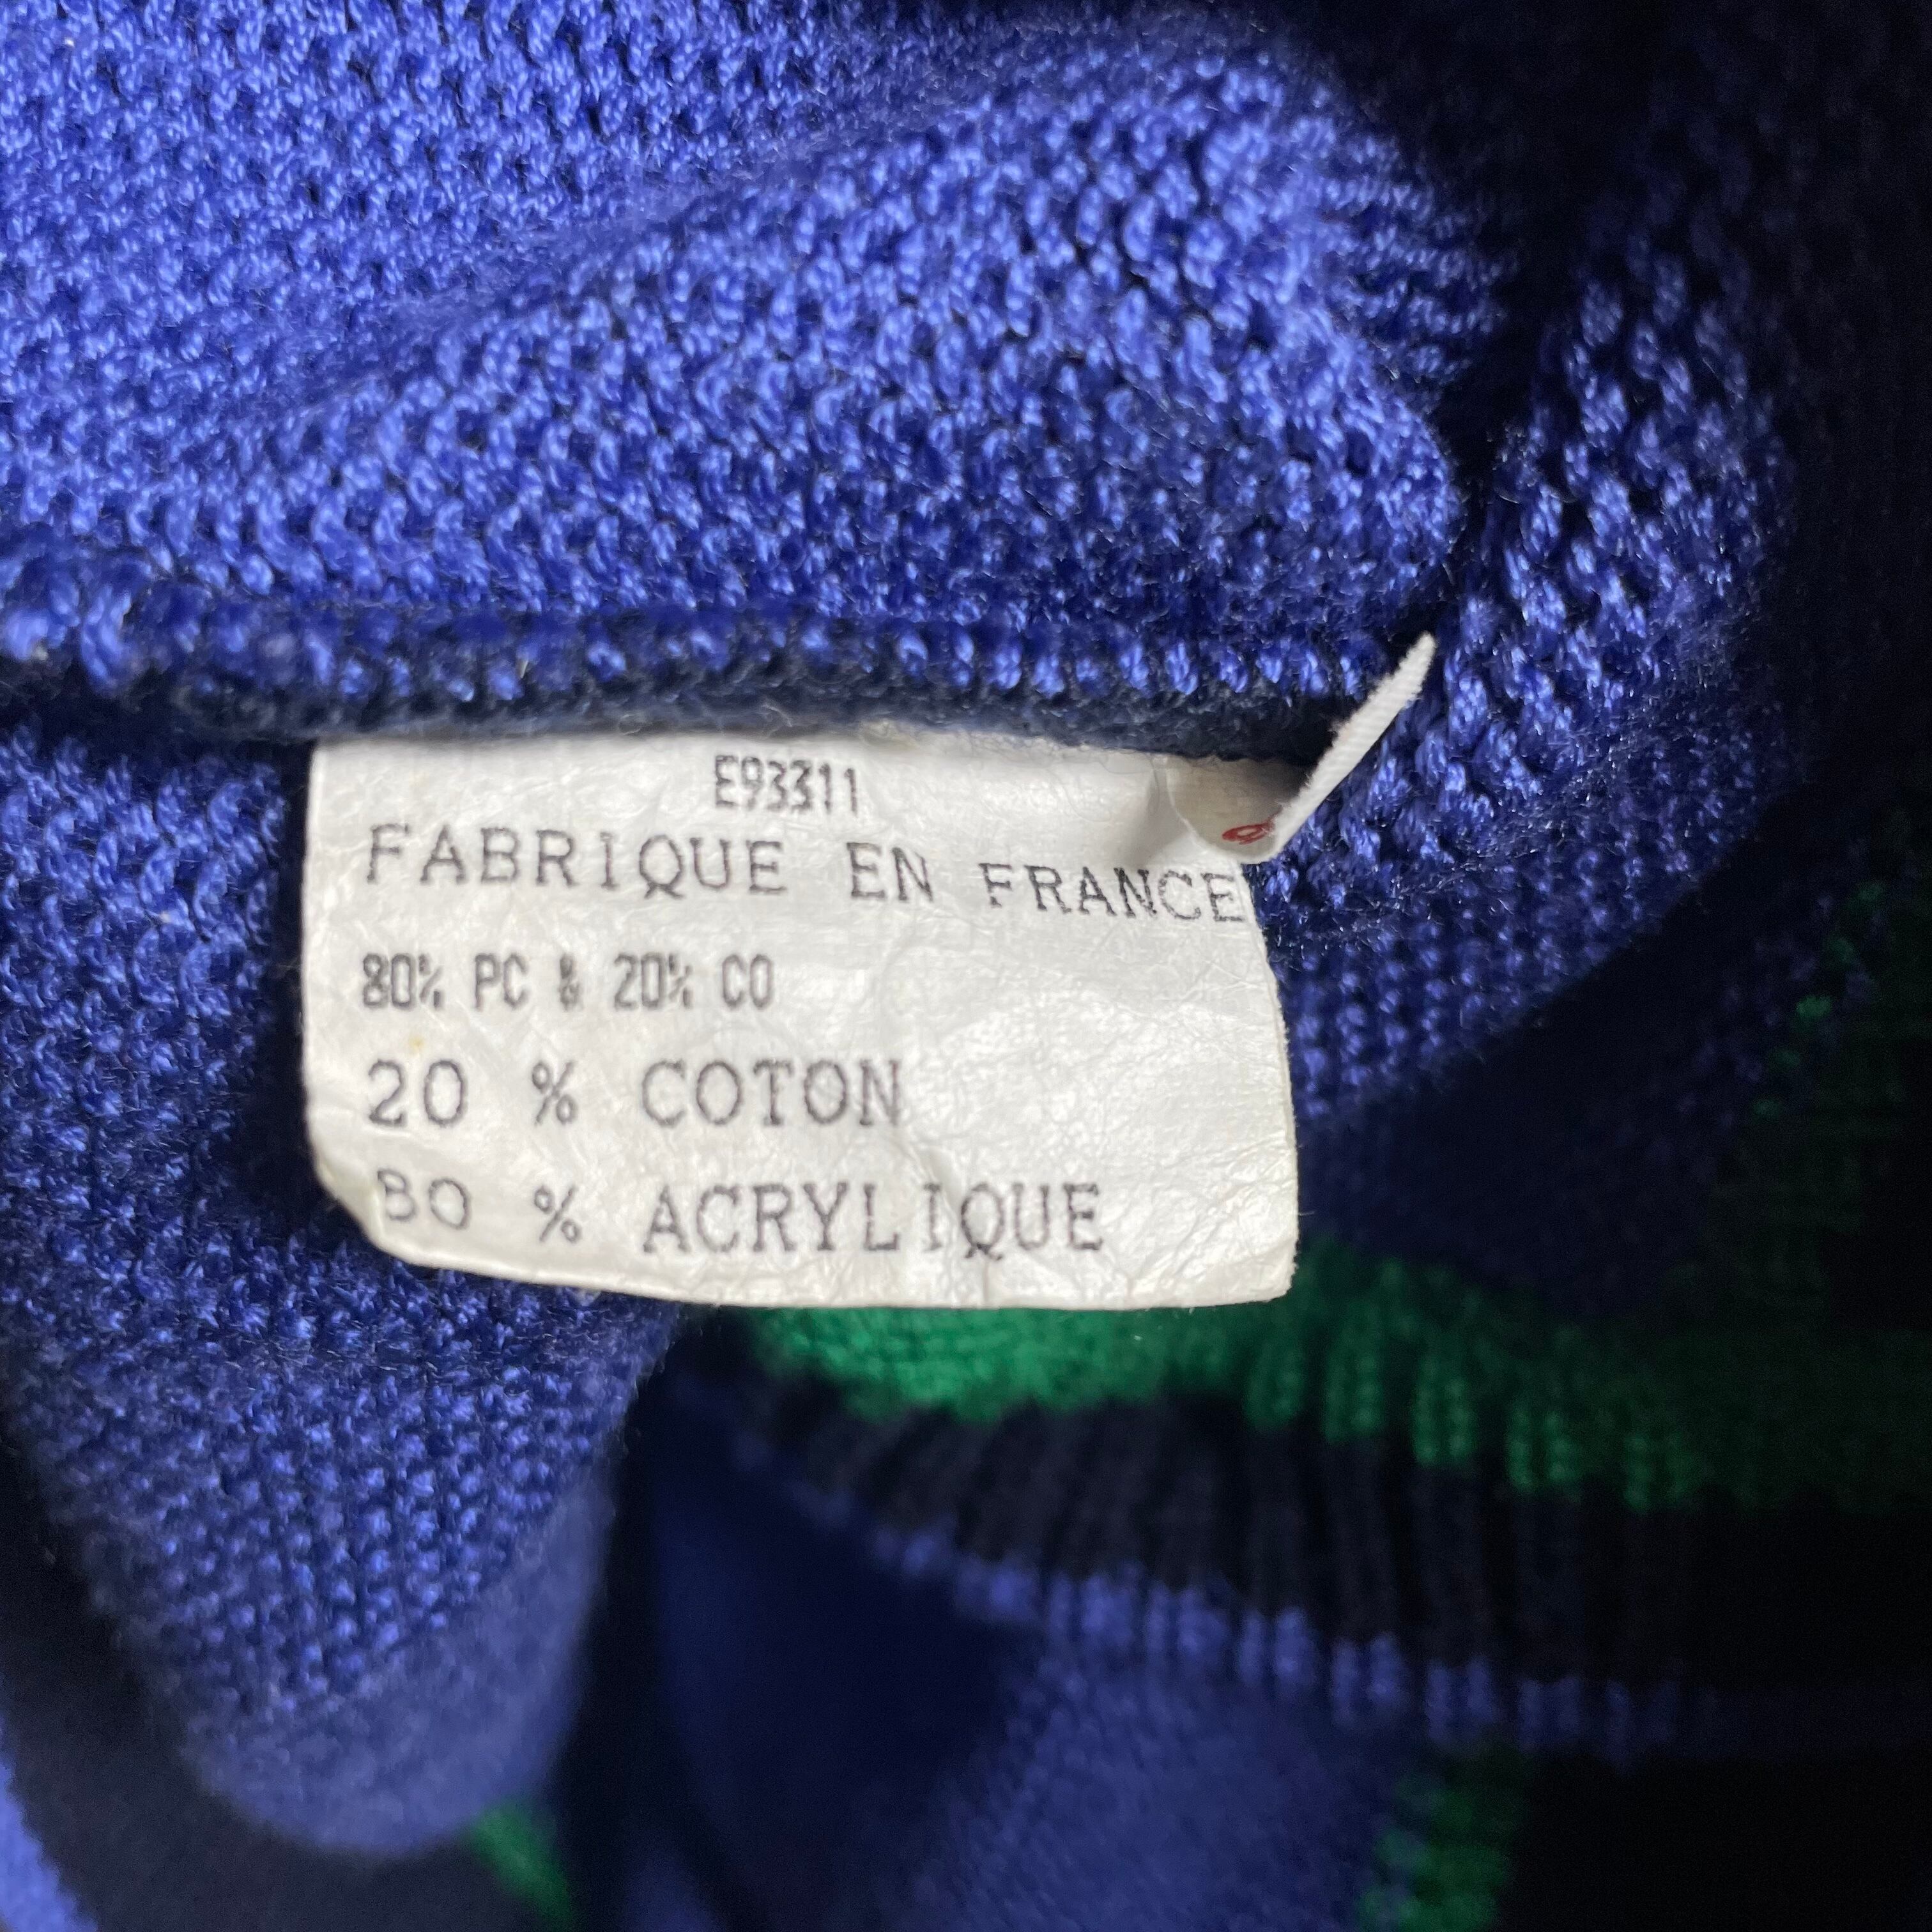 E93311
FABRIQUE EN FRANCE
80% PC & 20% CO
20 % COTON
80 % ACRYLIQUE